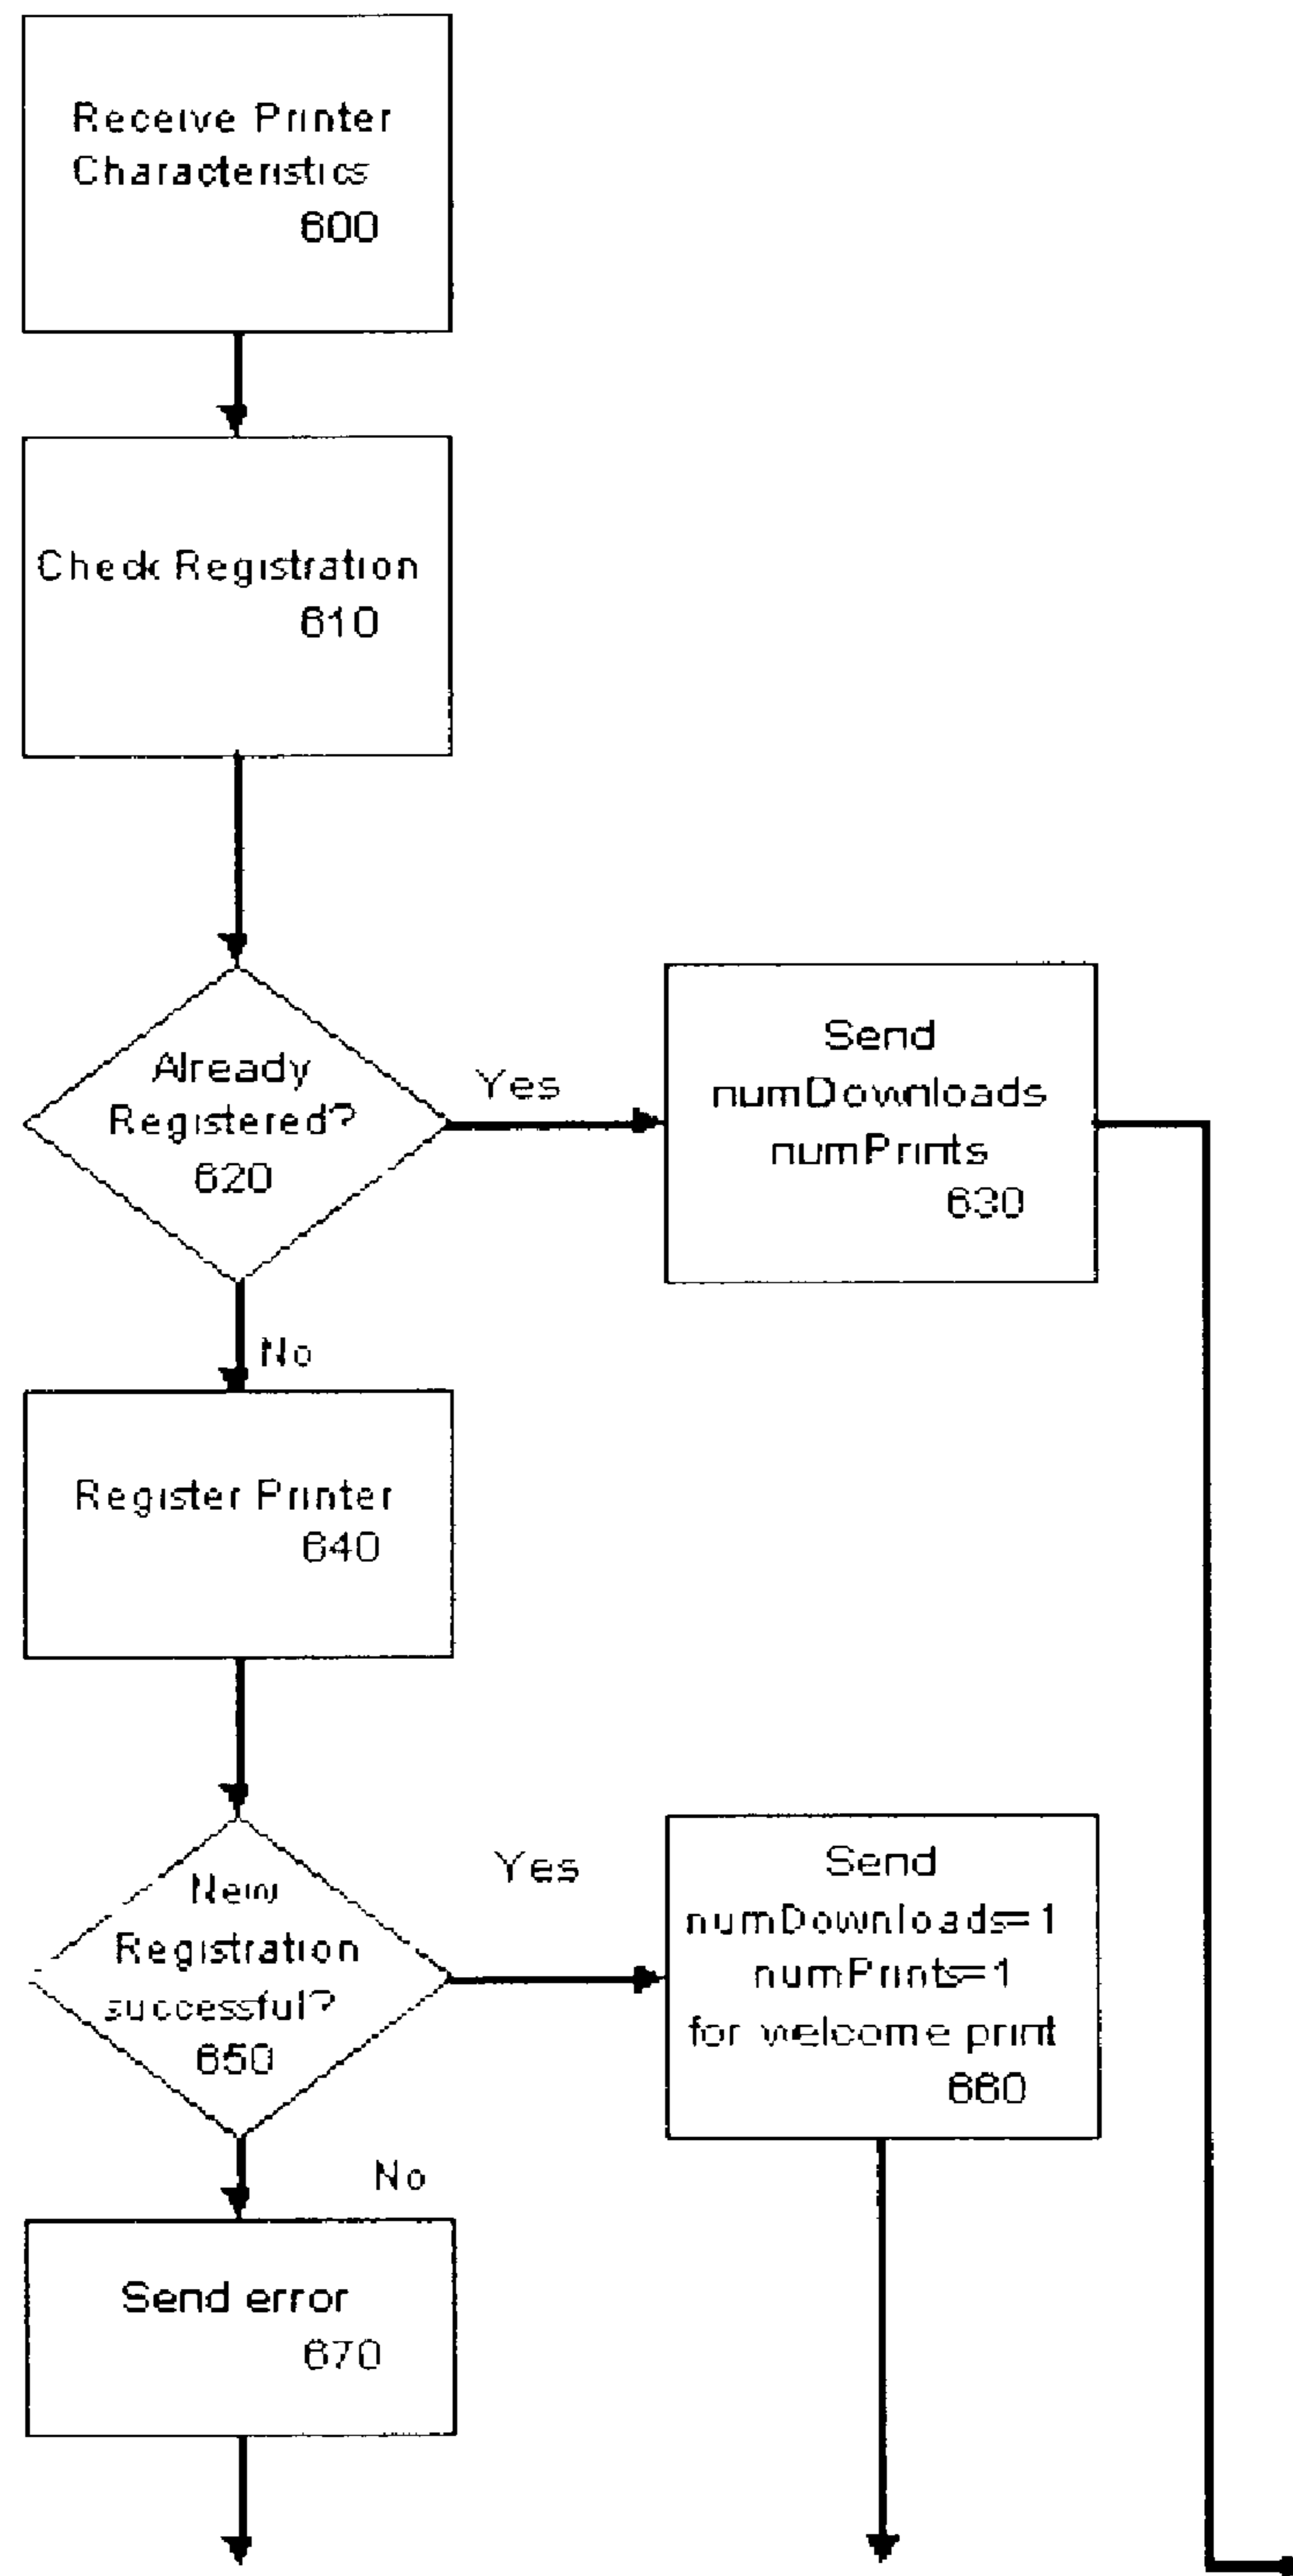 Receive Printer
Characteristics
600
Check Registration
610
Already
Registered?
620
Yes
Send
numDownloads
numPrints
630
No
Register Printer
640
New
Registration
successful?
650
Yes
Send
numDownloads=1
numPrints=1
for welcome print
660
No
Send error
670